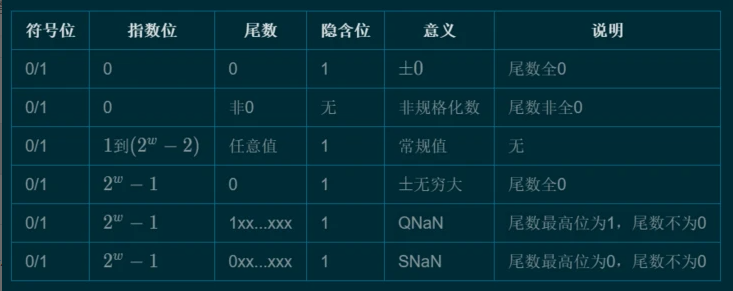 符号位 指数位 尾数 隐含位 意义 说明
0/1 0 0 1 士0 尾数全0
0/1 0 非0 无 非规格化数 尾数非全0
0/1 1到(2^w − 2) 任意值 1 常规值 无
0/1 2^w − 1 0 1 士无穷大 尾数全0
0/1 2^w − 1 1xx...xxx 1 QNaN 尾数最高位为1，尾数不为0
0/1 2^w − 1 0xx...xxx 1 SNaN 尾数最高位为0，尾数不为0